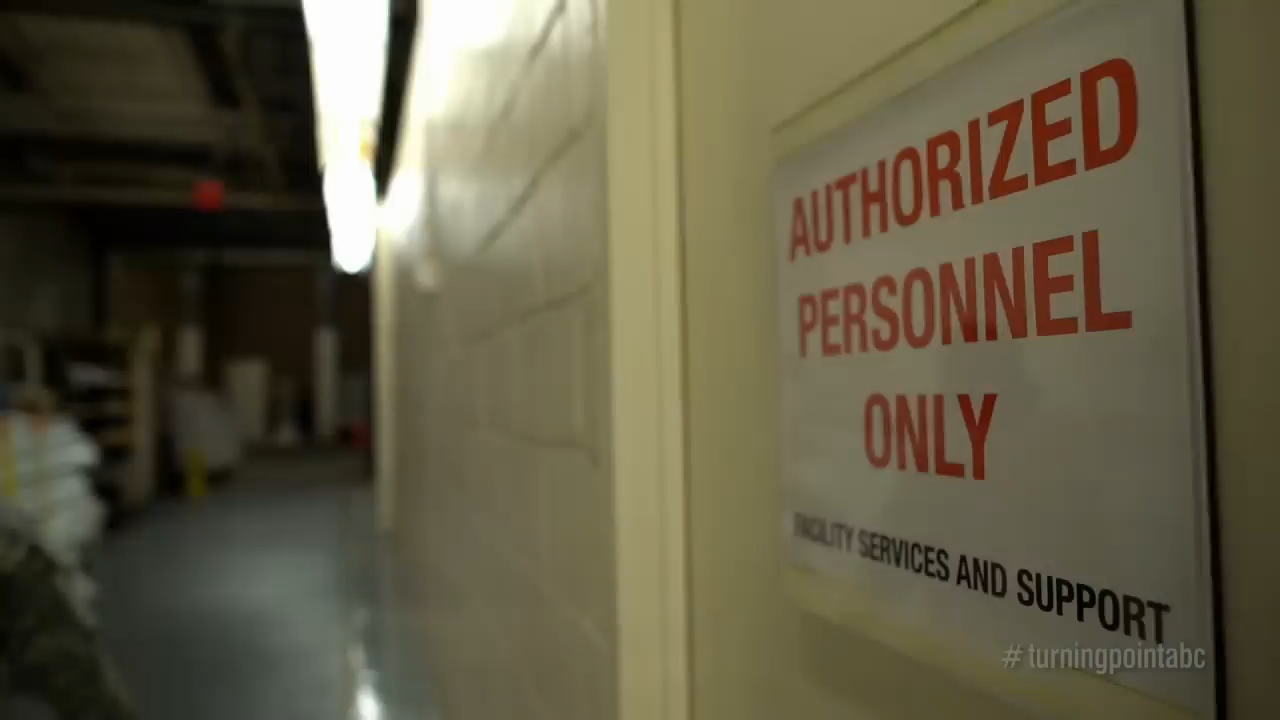 AUTHORIZED
PERSONNEL
ONLY
FACILITY SERVICES AND SUPPORT
#turningpointabc